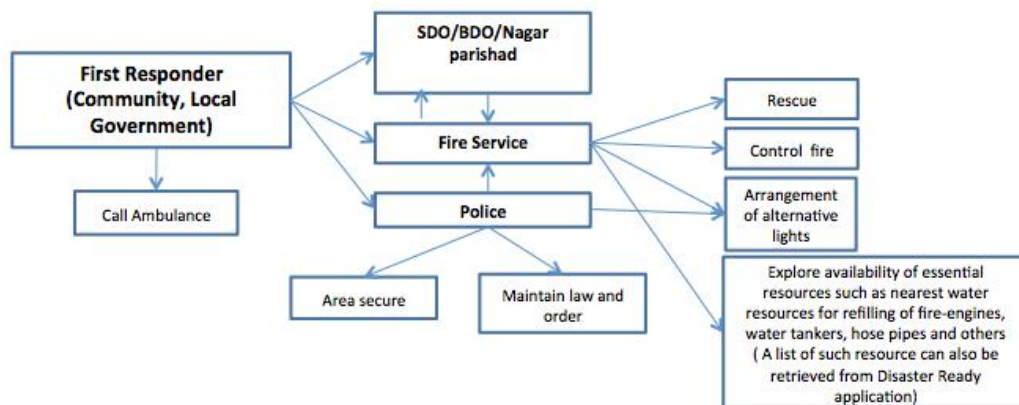 SDO/BDO/Nagar
parishad
First Responder
(Community, Local
Government)
Rescue
Fire Service
Control fire
Call Ambulance
Police
Arrangement
of alternative
lights
Area secure
Maintain law and
order
Explore availability of essential
resources such as nearest water
resources for refilling of fire-engines,
water tankers, hose pipes and others
( A list of such resource can also be
retrieved from Disaster Ready
application)